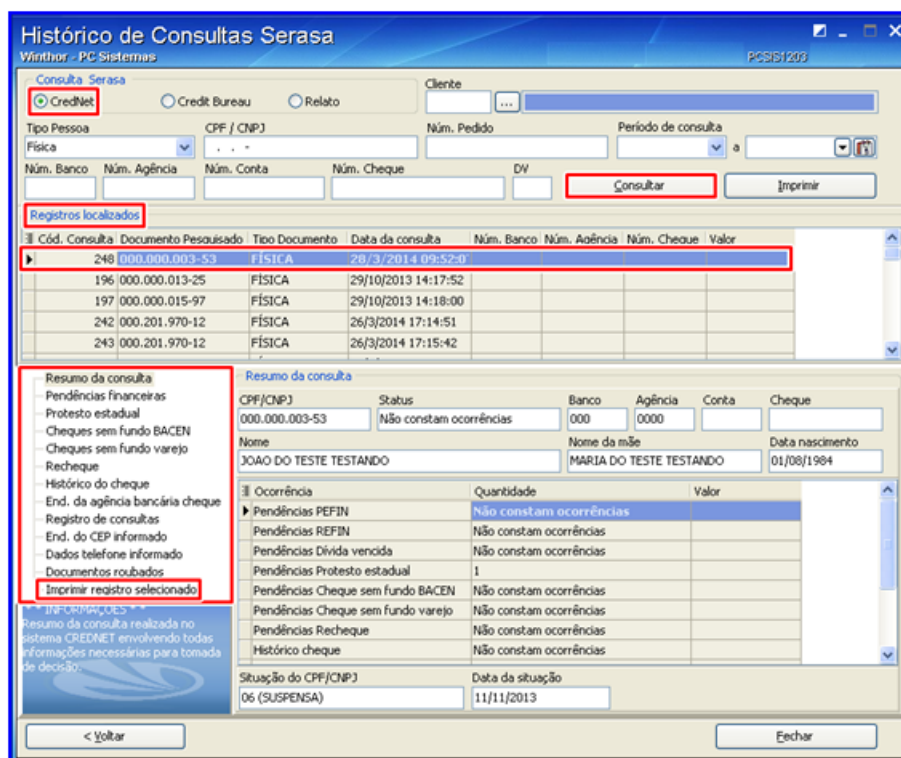 Histórico de Consultas Serasa
Winthor - PC Sistemas
PCSIS1203
Consulta Serasa
CredNet
Credit Bureau
Relato
Cliente
...
Tipo Pessoa
CPF / CNPJ
Núm. Pedido
Período de consulta
Física
. . -
a
Núm. Banco Núm. Agência Núm. Conta Núm. Cheque DV
Consultar
Imprimir
Registros localizados
Cód. Consulta Documento Pesquisado Tipo Documento Data da consulta Núm. Banco Núm. Agência Núm. Cheque Valor
248 000.000.003-53 FÍSICA 28/3/2014 09:52:0
196 000.000.013-25 FÍSICA 29/10/2013 14:17:52
197 000.000.015-97 FÍSICA 29/10/2013 14:18:00
242 000.201.970-12 FÍSICA 26/3/2014 17:14:51
243 000.201.970-12 FÍSICA 26/3/2014 17:15:42
Resumo da consulta
Pendências financeiras
Protesto estadual
Cheques sem fundo BACEN
Cheques sem fundo varejo
Recheque
Histórico do cheque
End. da agência bancária cheque
Registro de consultas
End. do CEP informado
Dados telefone informado
Documentos roubados
Imprimir registro selecionado
* * INFORMAÇÕES * *
Resumo da consulta realizada no
sistema CREDNET envolvendo todas
informações necessárias para tomada
de decisão.
Resumo da consulta
CPF/CNPJ Status Banco Agência Conta Cheque
000.000.003-53 Não constam ocorrências 000 0000
Nome Nome da mãe Data nascimento
JOAO DO TESTE TESTANDO MARIA DO TESTE TESTANDO 01/08/1984
Ocorrência Quantidade Valor
Pendências PEFIN Não constam ocorrências
Pendências REFIN Não constam ocorrências
Pendências Dívida vencida Não constam ocorrências
Pendências Protesto estadual 1
Pendências Cheque sem fundo BACEN Não constam ocorrências
Pendências Cheque sem fundo varejo Não constam ocorrências
Pendências Recheque Não constam ocorrências
Histórico cheque Não constam ocorrências
Situação do CPF/CNPJ Data da situação
06 (SUSPENSA) 11/11/2013
< Voltar
Fechar